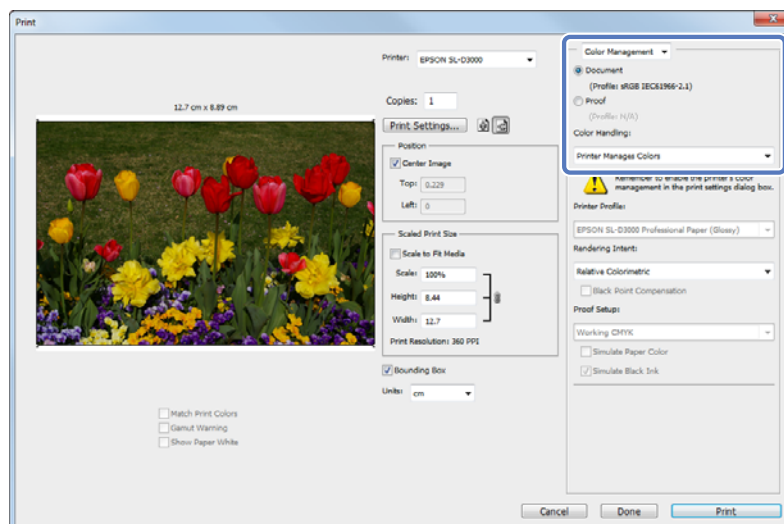 Print
Printer: EPSON SL-D3000
Copies: 1
Print Settings...
Position
Center Image
Top: 0.229
Left: 0
Scaled Print Size
Scale to Fit Media
Scale: 100%
Height: 8.44
Width: 12.7
Print Resolution: 360 PPI
Bounding Box
Units: cm
12.7 cm x 8.89 cm
Match Print Colors
Gamut Warning
Show Paper White
Color Management
Document
(Profile: sRGB IEC61966-2.1)
Proof
(Profile: N/A)
Color Handling:
Printer Manages Colors
Remember to enable the printer's color
management in the print settings dialog box.
Printer Profile:
EPSON SL-D3000 Professional Paper (Glossy)
Rendering Intent:
Relative Colorimetric
Black Point Compensation
Proof Setup:
Working CMYK
Simulate Paper Color
Simulate Black Ink
Cancel
Done
Print